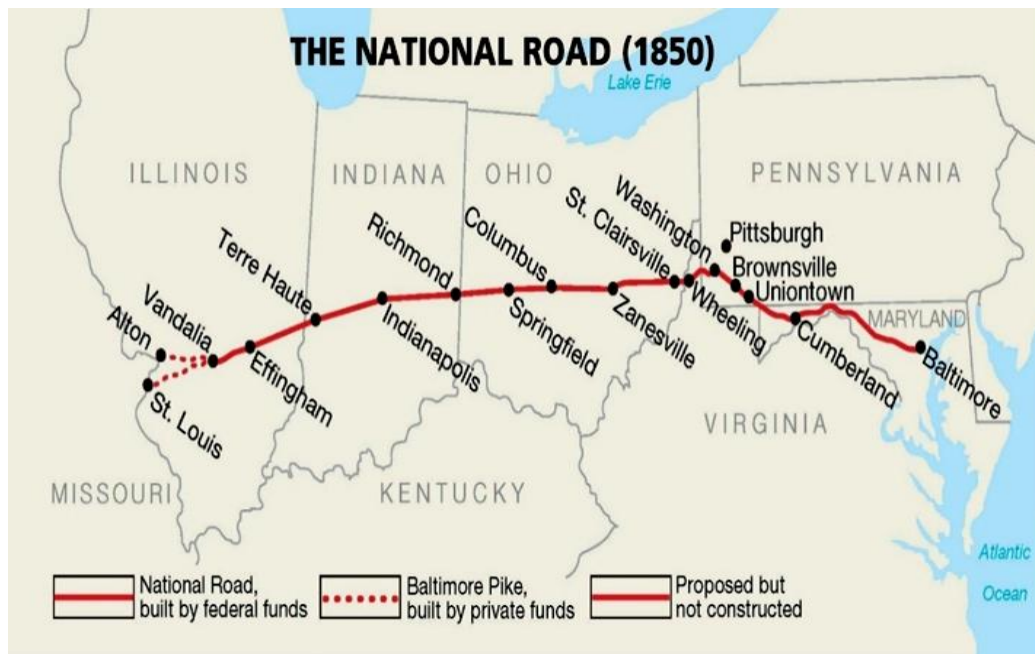 THE NATIONAL ROAD (1850)
Lake Erie
ILLINOIS
INDIANA
OHIO
PENNSYLVANIA
Washington
St. Clairsville
Pittsburgh
Columbus
Richmond
Terre Haute
Brownsville
Uniontown
Vandalia
Alton
Wheeling
MARYLAND
Zanesville
Springfield
Indianapolis
Cumberland
Baltimore
Effingham
St. Louis
VIRGINIA
MISSOURI
KENTUCKY
Atlantic
Ocean
National Road,
built by federal funds
Baltimore Pike,
built by private funds
Proposed but
not constructed